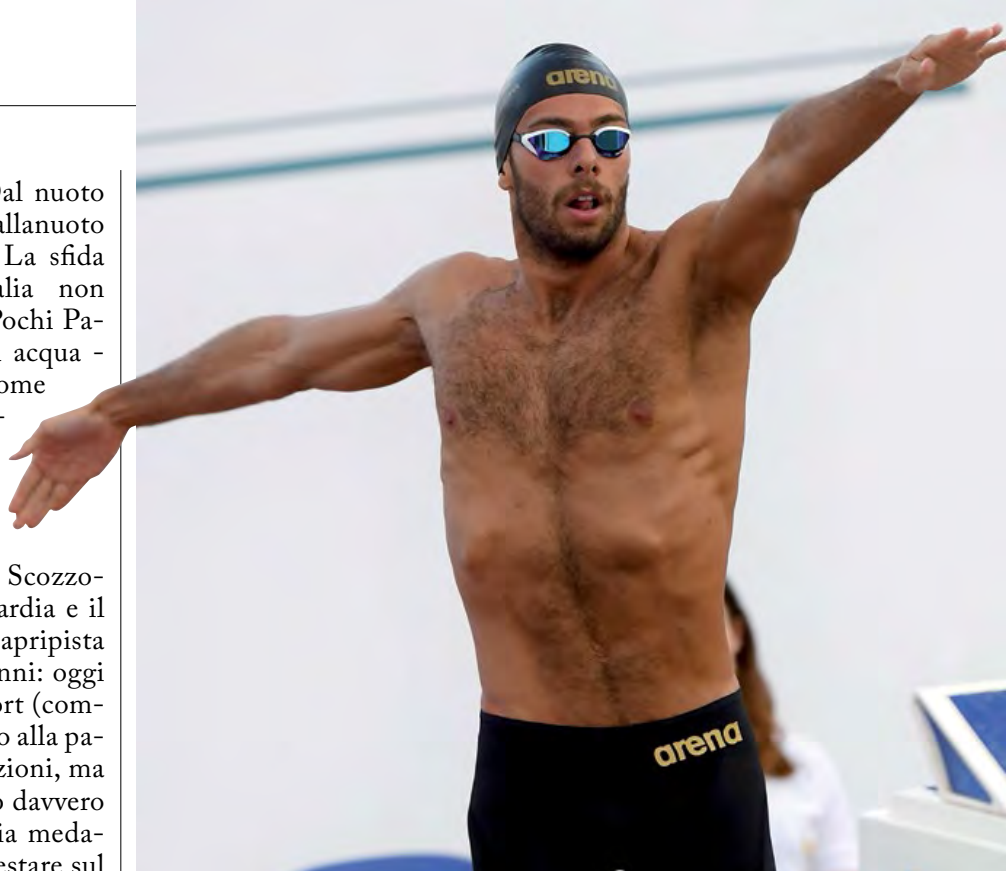 al nuoto
allanuoto
La sfida
alia non
Pochi Pa-
acqua -
ome
-
Scozzo-
ardia e il
apripista
nni: oggi
rt (com-
o alla pa-
zioni, ma
o davvero
ia meda-
estare sul
arena
arena